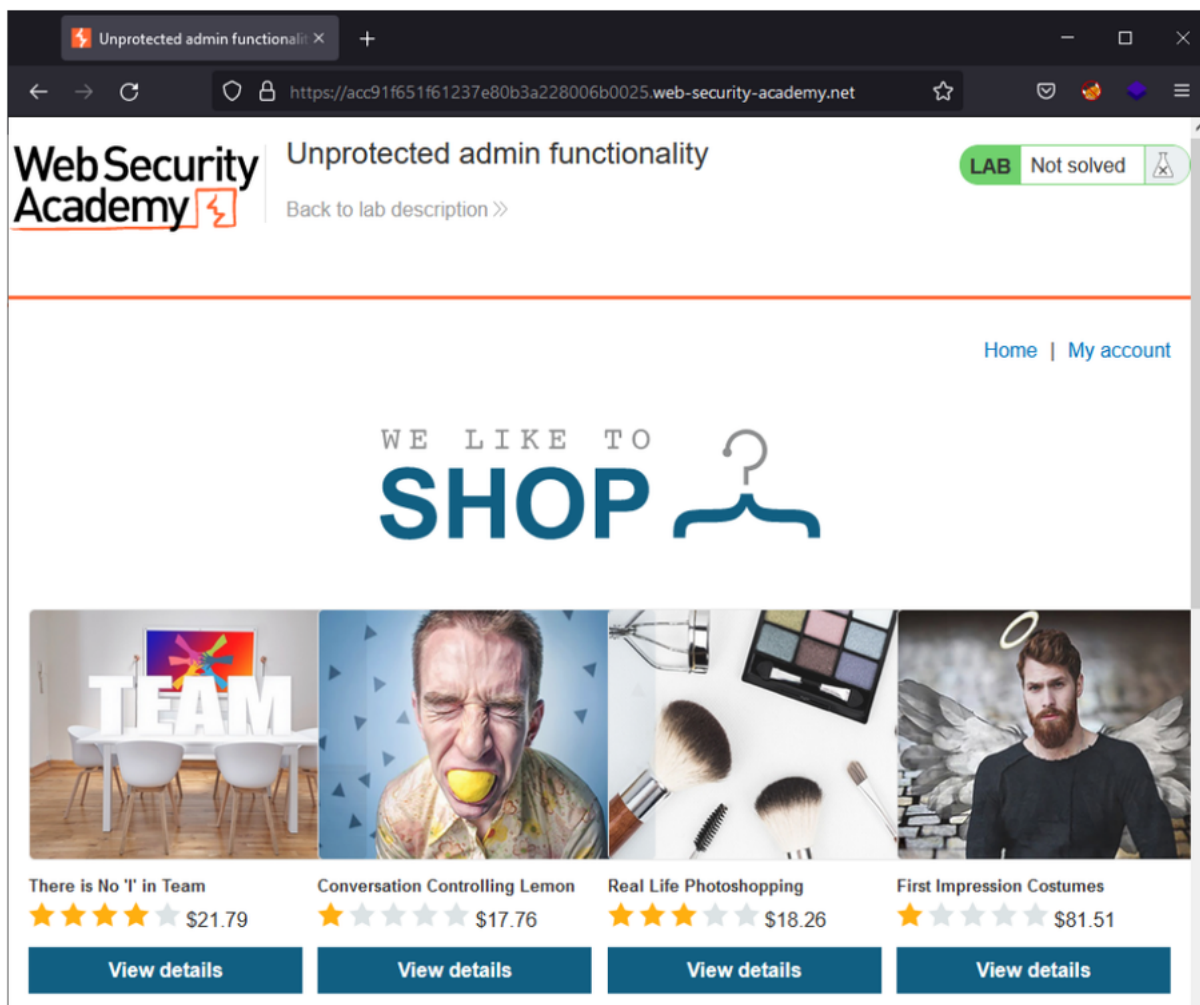 Unprotected admin functionalit
https://acc91f651f61237e80b3a228006b0025.web-security-academy.net
Web Security
Academy
Unprotected admin functionality
Back to lab description
LAB Not solved
Home | My account
WE LIKE TO
SHOP
TEAM
There is No 'I' in Team
Conversation Controlling Lemon
Real Life Photoshopping
First Impression Costumes
$21.79
$17.76
$18.26
$81.51
View details
View details
View details
View details